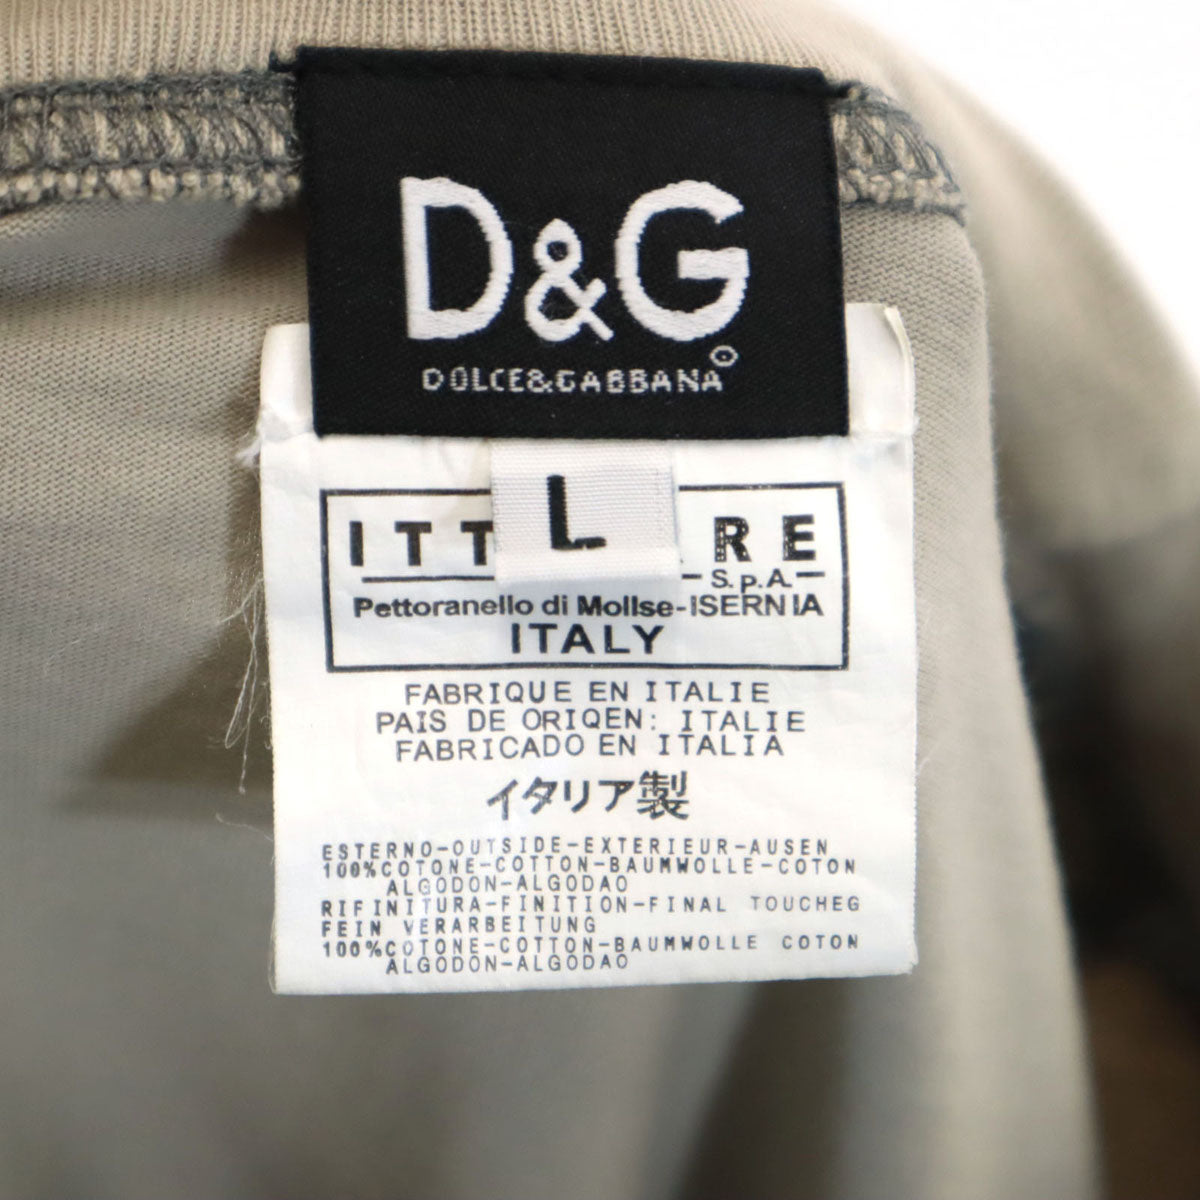 D&G
DOLCE&GABBANA
L
ITT RE
S.p.A.
Pettoranello di Mollse-ISERNIA
ITALY
FABRIQUE EN ITALIE
PAIS DE ORIQEN: ITALIE
FABRICADO EN ITALIA
イタリア製
ESTERNO-OUTSIDE-EXTERIEUR-AUSEN
100%COTONE-COTTON-BAUMWOLLE-COTON
ALGODON-ALGODAO
RIFINITURA-FINITION-FINAL TOUCHEG
FEIN VERARBEITUNG
100%COTONE-COTTON-BAUMWOLLE COTON
ALGODON-ALGODAO